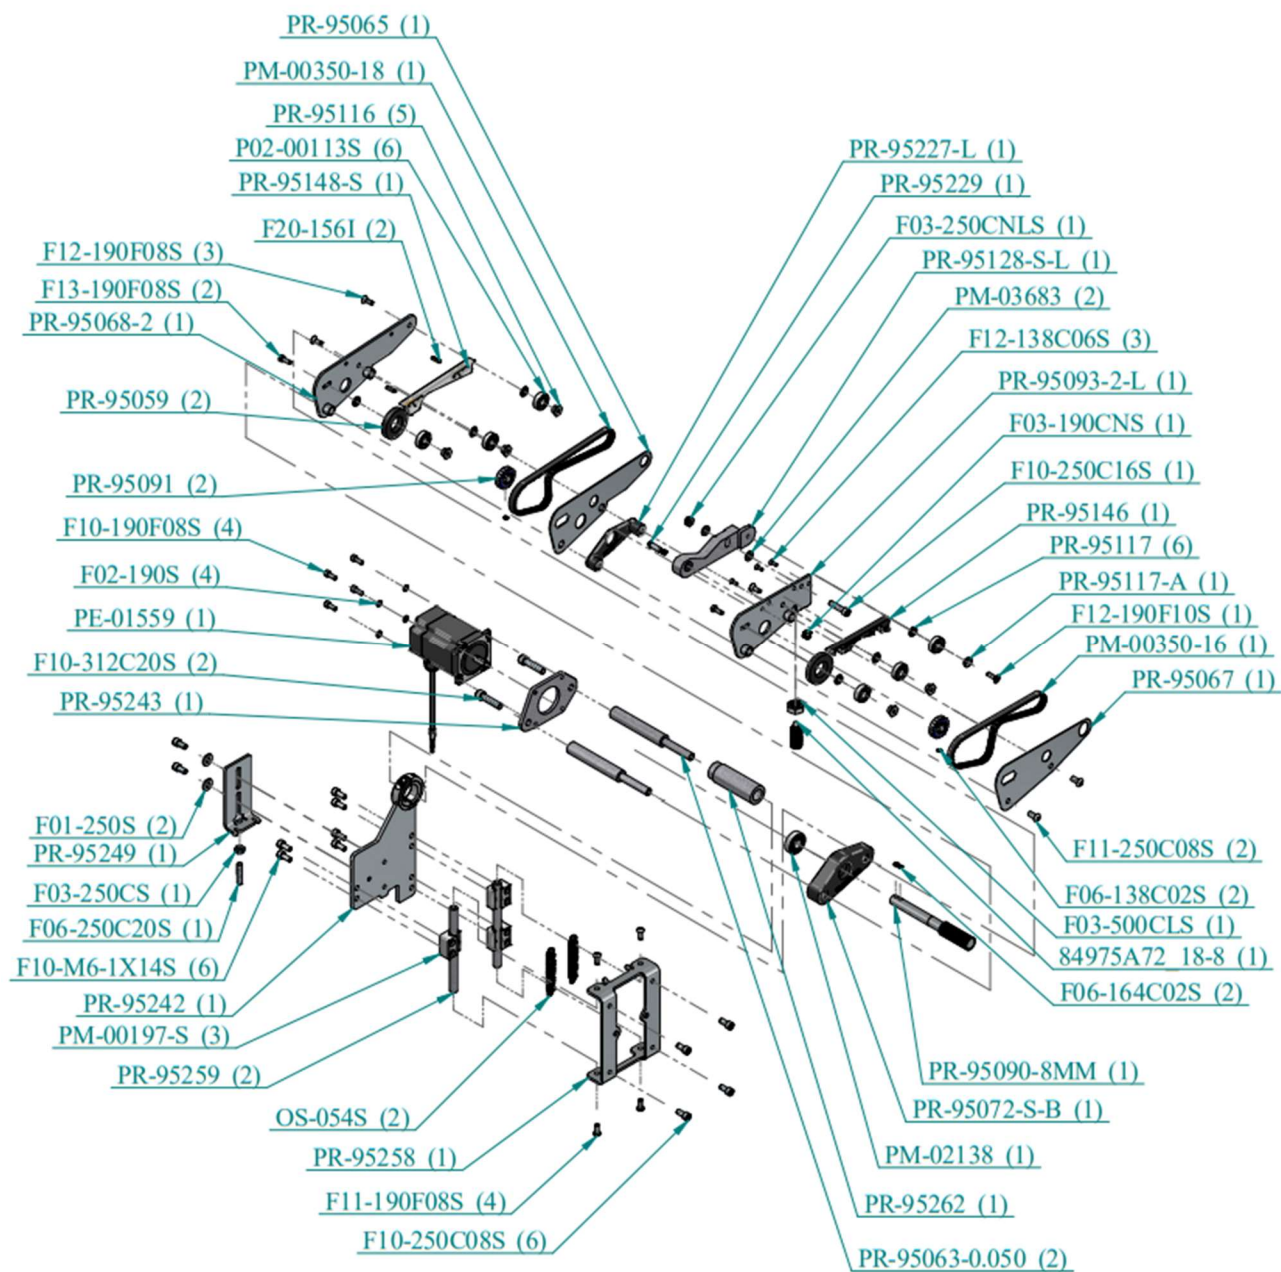 PR-95065 (1)
PM-00350-18 (1)
PR-95116 (5)
P02-00113S (6)
PR-95148-S (1)
F20-156I (2)
F12-190F08S (3)
F13-190F08S (2)
PR-95068-2 (1)
PR-95059 (2)
PR-95091 (2)
F10-190F08S (4)
F02-190S (4)
PE-01559 (1)
F10-312C20S (2)
PR-95243 (1)
F01-250S (2)
PR-95249 (1)
F03-250CS (1)
F06-250C20S (1)
F10-M6-1X14S (6)
PR-95242 (1)
PM-00197-S (3)
PR-95259 (2)
OS-054S (2)
PR-95258 (1)
F11-190F08S (4)
F10-250C08S (6)
PR-95227-L (1)
PR-95229 (1)
F03-250CNLS (1)
PR-95128-S-L (1)
PM-03683 (2)
F12-138C06S (3)
PR-95093-2-L (1)
F03-190CNS (1)
F10-250C16S (1)
PR-95146 (1)
PR-95117 (6)
PR-95117-A (1)
F12-190F10S (1)
PM-00350-16 (1)
PR-95067 (1)
F11-250C08S (2)
F06-138C02S (2)
F03-500CLS (1)
84975A72_18-8 (1)
F06-164C02S (2)
PR-95090-8MM (1)
PR-95072-S-B (1)
PM-02138 (1)
PR-95262 (1)
PR-95063-0.050 (2)